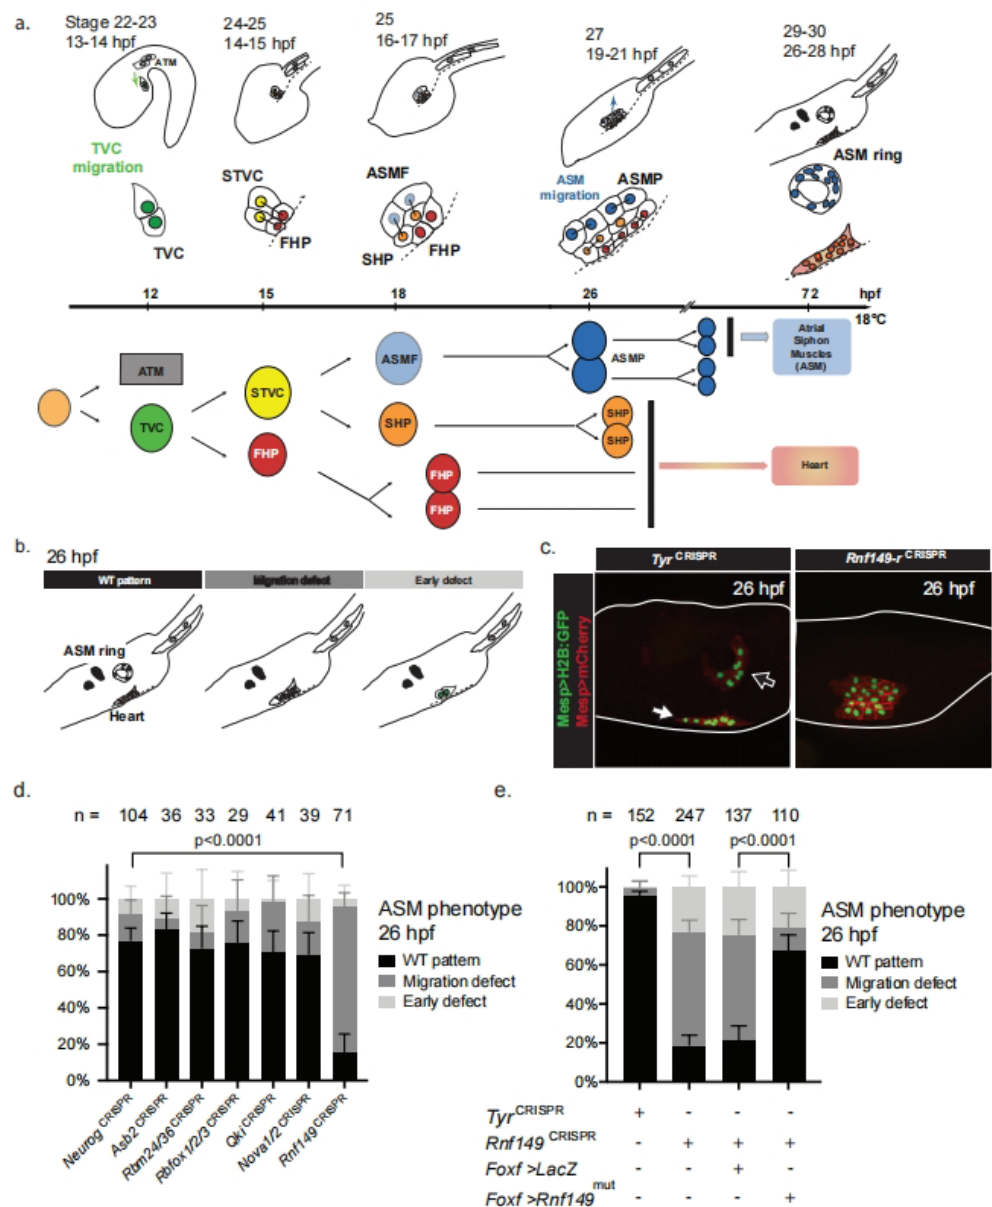 a.
Stage 22-23
13-14 hpf
24-25
14-15 hpf
25
16-17 hpf
27
19-21 hpf
29-30
26-28 hpf
ATM
TVC
migration
STVC
ASMF
ASM
migration
ASMP
ASM ring
TVC
FHP
SHP
FHP
12
15
18
26
72
hpf
18°C
ATM
TVC
STVC
FHP
ASMF
SHP
FHP
FHP
ASMP
SHP
SHP
Atrial
Siphon
Muscles
(ASM)
Heart
b.
26 hpf
WT pattern
Migration defect
Early defect
ASM ring
Heart
c.
Tyr CRISPR
Rnf149-r CRISPR
26 hpf
26 hpf
Mesp>H2B:GFP
Mesp>mCherry
d.
n = 104 36 33 29 41 39 71
p<0.0001
100%
80%
60%
40%
20%
0%
ASM phenotype
26 hpf
WT pattern
Migration defect
Early defect
Neurog CRISPR
Asb2 CRISPR
Rbm24/36 CRISPR
Rbfox1/2/3 CRISPR
Qki CRISPR
Nova1/2 CRISPR
Rnf149 CRISPR
e.
n = 152 247 137 110
p<0.0001 p<0.0001
100%
80%
60%
40%
20%
0%
ASM phenotype
26 hpf
WT pattern
Migration defect
Early defect
Tyr CRISPR + - - -
Rnf149 CRISPR - + + +
Foxf >LacZ - - + -
Foxf >Rnf149 mut - - - +